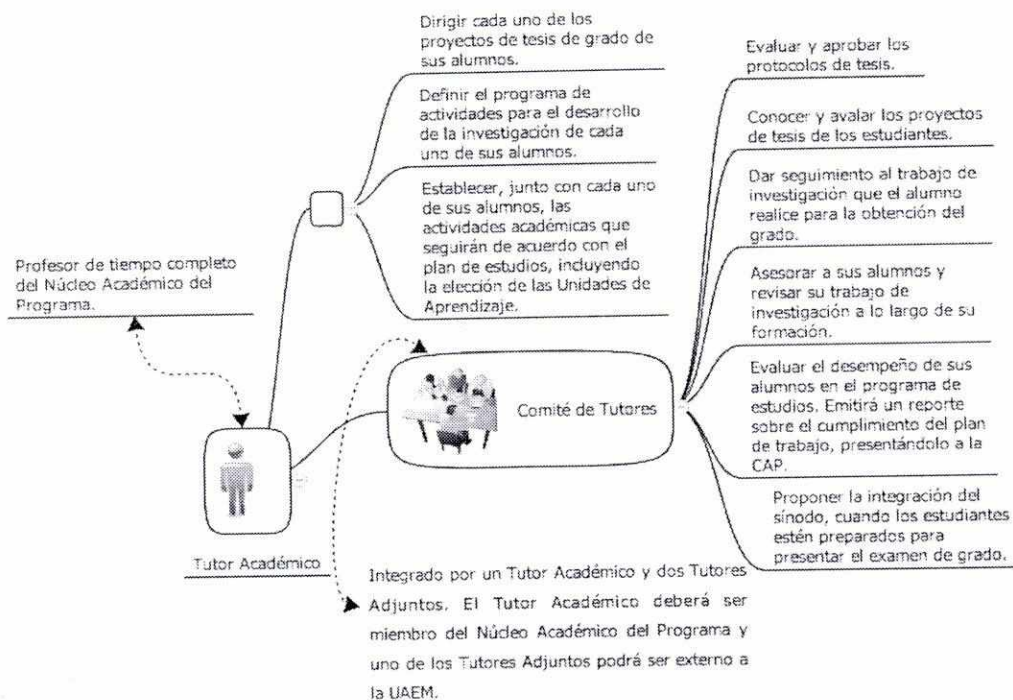 Dirigir cada uno de los
proyectos de tesis de grado de
sus alumnos.
Definir el programa de
actividades para el desarrollo
de la investigación de cada
uno de sus alumnos.
Establecer, junto con cada uno
de sus alumnos, las
actividades académicas que
seguirán de acuerdo con el
plan de estudios, incluyendo
la elección de las Unidades de
Aprendizaje.
Profesor de tiempo completo
del Núcleo Académico del
Programa.
Tutor Académico
Comité de Tutores
Evaluar y aprobar los
protocolos de tesis.
Conocer y avalar los proyectos
de tesis de los estudiantes.
Dar seguimiento al trabajo de
investigación que el alumno
realice para la obtención del
grado.
Asesorar a sus alumnos y
revisar su trabajo de
investigación a lo largo de su
formación.
Evaluar el desempeño de sus
alumnos en el programa de
estudios. Emitirá un reporte
sobre el cumplimiento del plan
de trabajo, presentándolo a la
CAP.
Proponer la integración del
sínodo, cuando los estudiantes
estén preparados para
presentar el examen de grado.
Integrado por un Tutor Académico y dos Tutores
Adjuntos. El Tutor Académico deberá ser
miembro del Núcleo Académico del Programa y
uno de los Tutores Adjuntos podrá ser externo a
la UAEM.